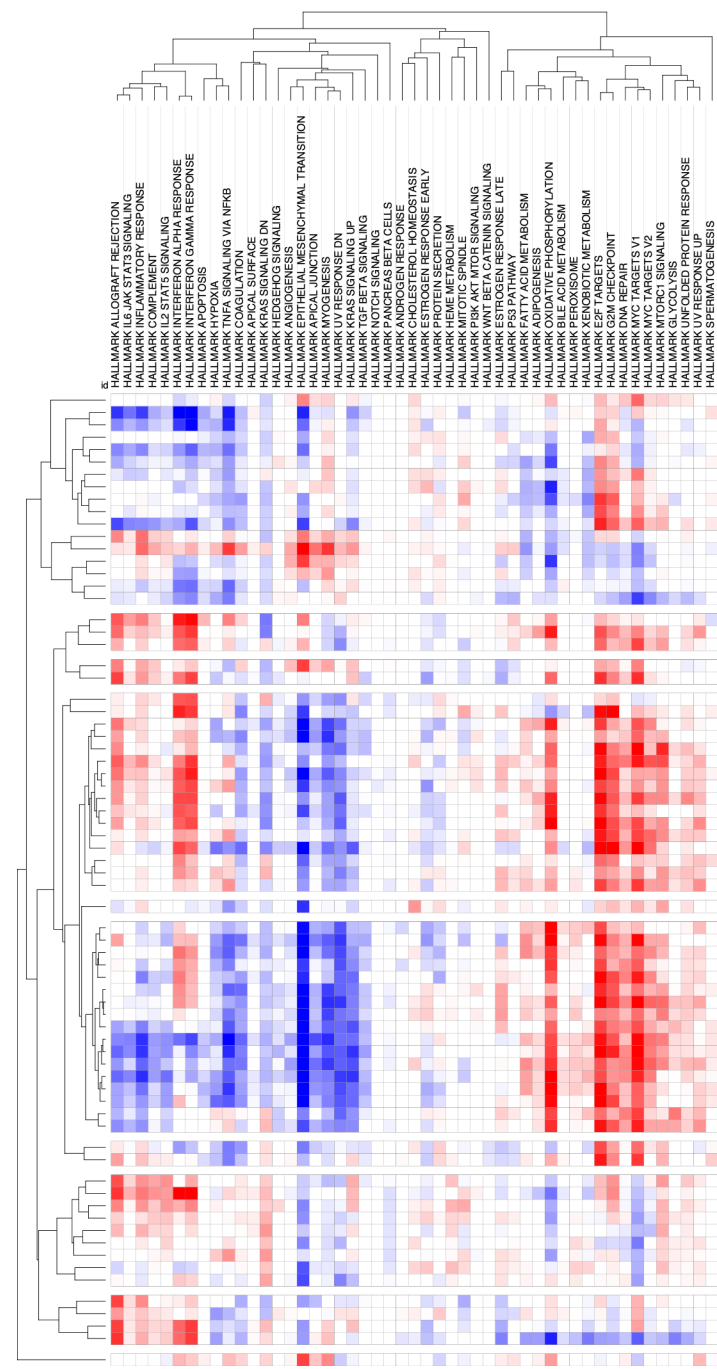 id
HALLMARK ALLOGRAFT REJECTION
HALLMARK IL6 JAK STAT3 SIGNALING
HALLMARK INFLAMMATORY RESPONSE
HALLMARK COMPLEMENT
HALLMARK IL2 STAT5 SIGNALING
HALLMARK INTERFERON ALPHA RESPONSE
HALLMARK INTERFERON GAMMA RESPONSE
HALLMARK APOPTOSIS
HALLMARK HYPOXIA
HALLMARK TNFA SIGNALING VIA NFKB
HALLMARK COAGULATION
HALLMARK APICAL SURFACE
HALLMARK KRAS SIGNALING DN
HALLMARK HEDGEHOG SIGNALING
HALLMARK ANGIOGENESIS
HALLMARK EPITHELIAL MESENCHYMAL TRANSITION
HALLMARK APICAL JUNCTION
HALLMARK MYOGENESIS
HALLMARK UV RESPONSE DN
HALLMARK KRAS SIGNALING UP
HALLMARK TGF BETA SIGNALING
HALLMARK NOTCH SIGNALING
HALLMARK PANCREAS BETA CELLS
HALLMARK ANDROGEN RESPONSE
HALLMARK CHOLESTEROL HOMEOSTASIS
HALLMARK ESTROGEN RESPONSE EARLY
HALLMARK PROTEIN SECRETION
HALLMARK HEME METABOLISM
HALLMARK MITOTIC SPINDLE
HALLMARK PI3K AKT MTOR SIGNALING
HALLMARK WNT BETA CATENIN SIGNALING
HALLMARK ESTROGEN RESPONSE LATE
HALLMARK P53 PATHWAY
HALLMARK FATTY ACID METABOLISM
HALLMARK ADIPOGENESIS
HALLMARK OXIDATIVE PHOSPHORYLATION
HALLMARK BILE ACID METABOLISM
HALLMARK PEROXISOME
HALLMARK XENOBIOTIC METABOLISM
HALLMARK E2F TARGETS
HALLMARK G2M CHECKPOINT
HALLMARK DNA REPAIR
HALLMARK MYC TARGETS V1
HALLMARK MYC TARGETS V2
HALLMARK MTORC1 SIGNALING
HALLMARK GLYCOLYSIS
HALLMARK UNFOLDED PROTEIN RESPONSE
HALLMARK UV RESPONSE UP
HALLMARK SPERMATOGENESIS